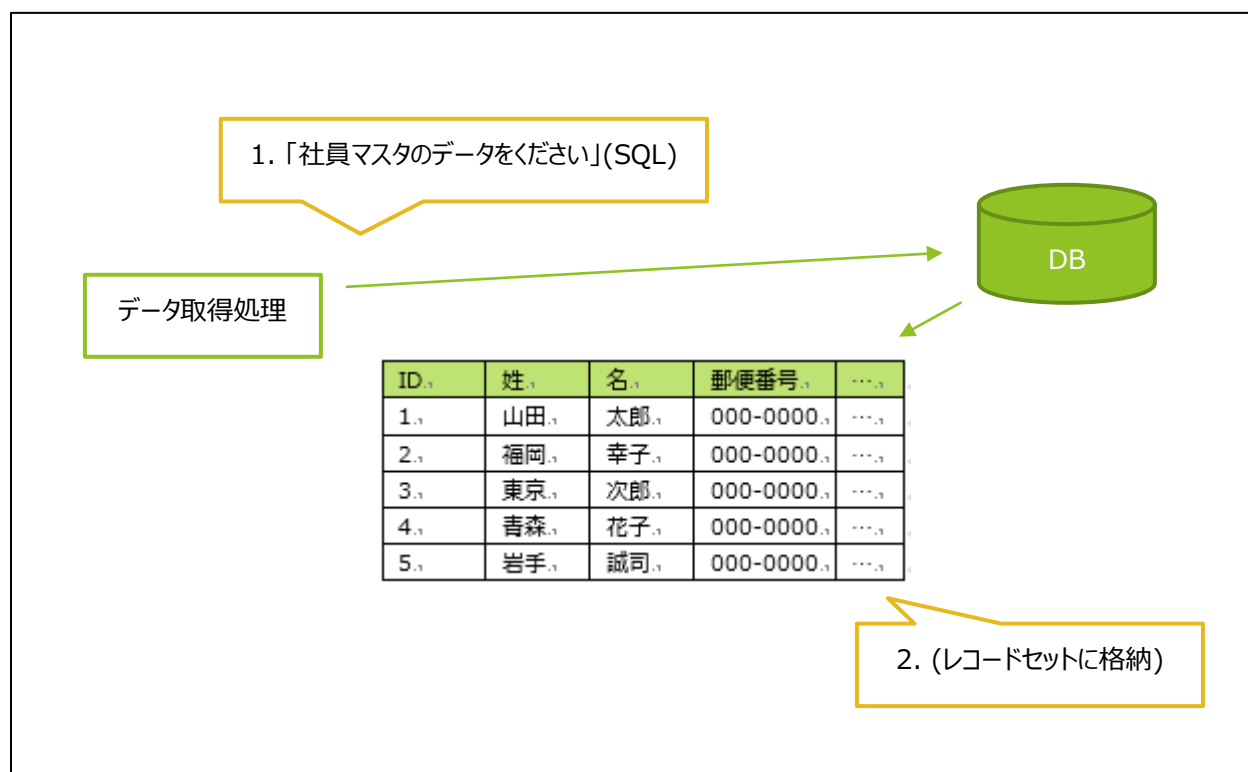 1. 「社員マスタのデータをください」(SQL)
DB
データ取得処理
ID 姓 名 郵便番号 …
1 山田 太郎 000-0000 …
2 福岡 幸子 000-0000 …
3 東京 次郎 000-0000 …
4 青森 花子 000-0000 …
5 岩手 誠司 000-0000 …
2. (レコードセットに格納)